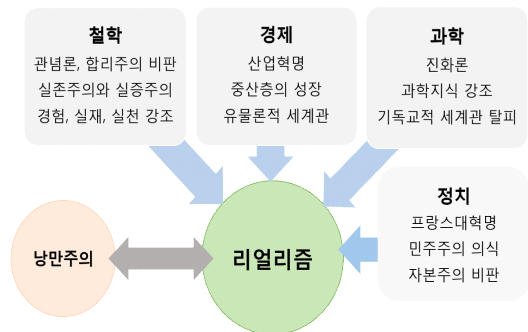 철학
관념론, 합리주의 비판
실존주의와 실증주의
경험, 실재, 실천 강조
경제
산업혁명
중산층의 성장
유물론적 세계관
과학
진화론
과학지식 강조
기독교적 세계관 탈피
정치
프랑스대혁명
민주주의 의식
자본주의 비판
낭만주의
리얼리즘